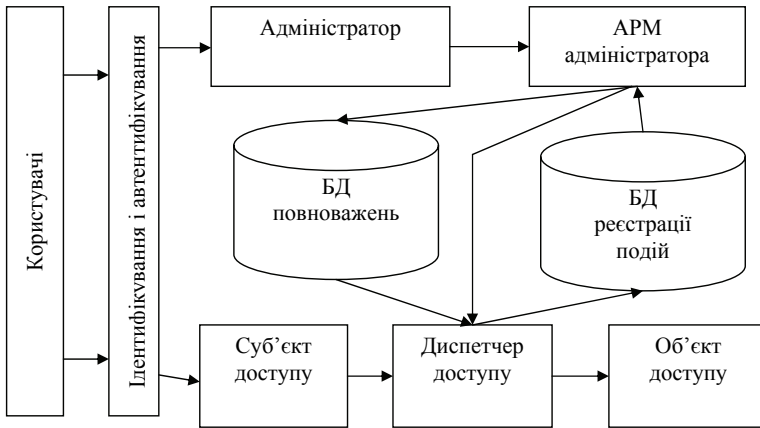 Користувачі
Ідентифікування і автентифікування
Адміністратор
АРМ
адміністратора
БД
повноважень
БД
реєстрації
подій
Суб’єкт
доступу
Диспетчер
доступу
Об’єкт
доступу